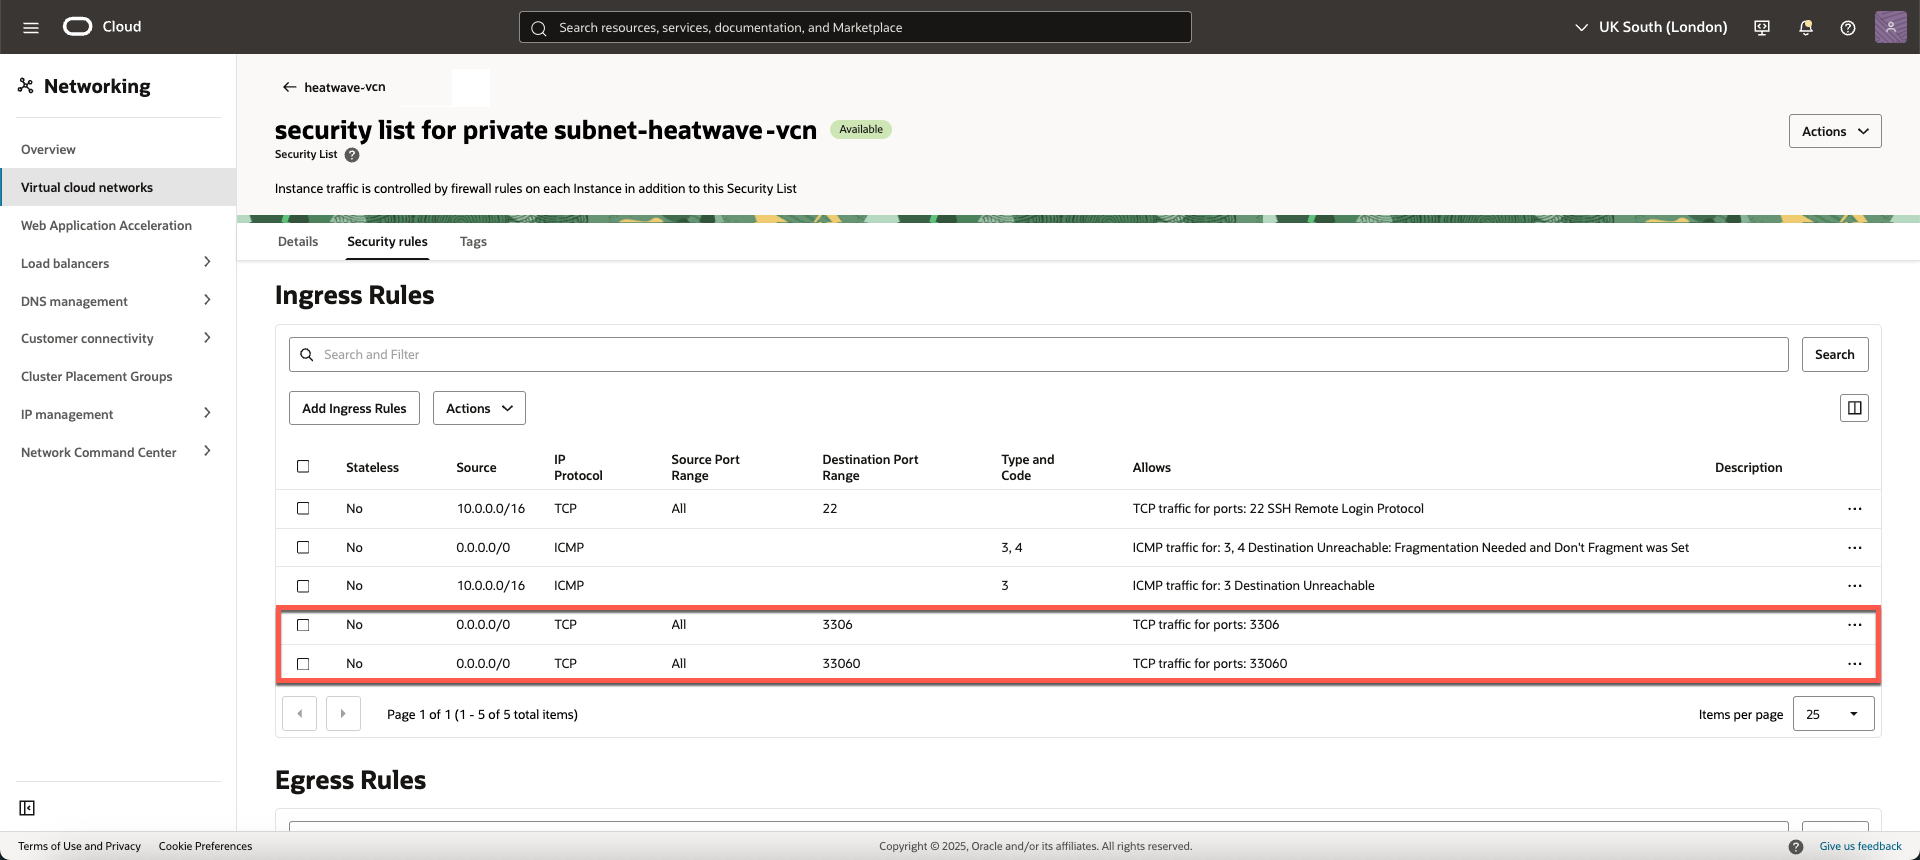 Cloud
Search resources, services, documentation, and Marketplace
UK South (London)
Networking
Overview
Virtual cloud networks
Web Application Acceleration
Load balancers
DNS management
Customer connectivity
Cluster Placement Groups
IP management
Network Command Center
heatwave-vcn
security list for private subnet-heatwave-vcn Available
Security List ?
Actions
Instance traffic is controlled by firewall rules on each Instance in addition to this Security List
Details Security rules Tags
Ingress Rules
Search and Filter Search
Add Ingress Rules Actions
Stateless Source IP Protocol Source Port Range Destination Port Range Type and Code Allows Description
No 10.0.0.0/16 TCP All 22 TCP traffic for ports: 22 SSH Remote Login Protocol ...
No 0.0.0.0/0 ICMP 3, 4 ICMP traffic for: 3, 4 Destination Unreachable: Fragmentation Needed and Don't Fragment was Set ...
No 10.0.0.0/16 ICMP 3 ICMP traffic for: 3 Destination Unreachable ...
No 0.0.0.0/0 TCP All 3306 TCP traffic for ports: 3306 ...
No 0.0.0.0/0 TCP All 33060 TCP traffic for ports: 33060 ...
Page 1 of 1 (1 - 5 of 5 total items) Items per page 25
Egress Rules
Terms of Use and Privacy Cookie Preferences Copyright © 2025, Oracle and/or its affiliates. All rights reserved. ? Give us feedback